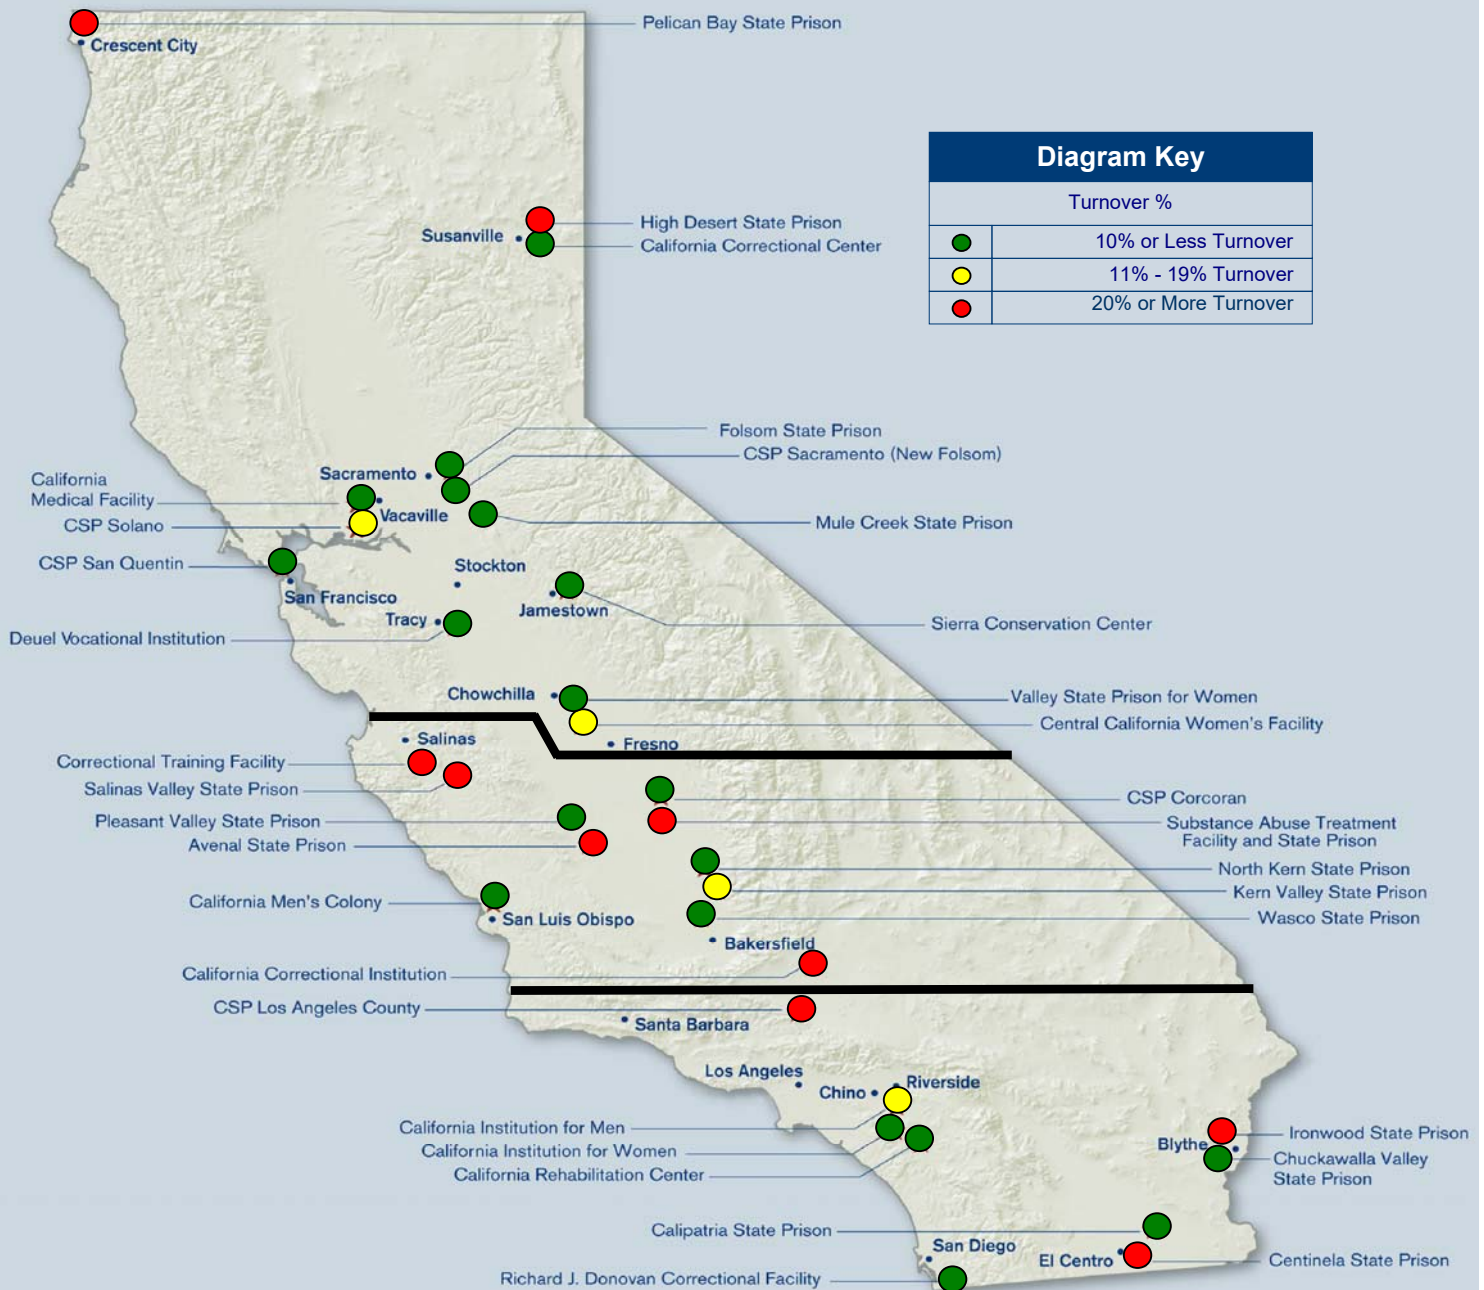 Pelican Bay State Prison
Crescent City
Diagram Key
Turnover %
10% or Less Turnover
11% - 19% Turnover
20% or More Turnover
Susanville
High Desert State Prison
California Correctional Center
Folsom State Prison
CSP Sacramento (New Folsom)
Sacramento
California
Medical Facility
Vacaville
CSP Solano
Mule Creek State Prison
CSP San Quentin
Stockton
San Francisco
Jamestown
Tracy
Sierra Conservation Center
Deuel Vocational Institution
Chowchilla
Valley State Prison for Women
Central California Women's Facility
Salinas
Fresno
Correctional Training Facility
Salinas Valley State Prison
CSP Corcoran
Pleasant Valley State Prison
Substance Abuse Treatment
Facility and State Prison
Avenal State Prison
North Kern State Prison
Kern Valley State Prison
California Men's Colony
San Luis Obispo
Wasco State Prison
Bakersfield
California Correctional Institution
CSP Los Angeles County
Santa Barbara
Los Angeles
Riverside
Chino
California Institution for Men
California Institution for Women
California Rehabilitation Center
Ironwood State Prison
Blythe
Chuckawalla Valley
State Prison
Calipatria State Prison
San Diego
El Centro
Centinela State Prison
Richard J. Donovan Correctional Facility